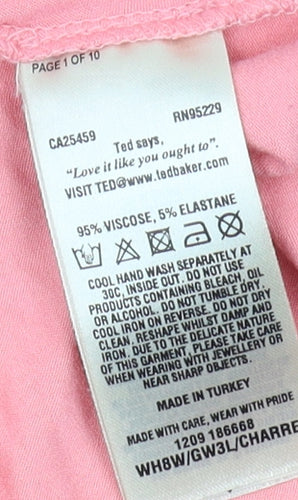 PAGE 1 OF 10
CA25459 RN95229
Ted says,
"Love it like you ought to".
VISIT TED@www.tedbaker.com
95% VISCOSE, 5% ELASTANE
COOL HAND WASH SEPARATELY AT
30C, INSIDE OUT. DO NOT USE
PRODUCTS CONTAINING BLEACH, OIL
OR ALCOHOL. DO NOT TUMBLE DRY.
COOL IRON ON REVERSE. DO NOT DRY
CLEAN. RESHAPE WHILST DAMP AND
IRON. DUE TO THE DELICATE NATURE
OF THIS GARMENT, PLEASE TAKE CARE
WHEN WEARING WITH JEWELLERY OR
NEAR SHARP OBJECTS.
MADE IN TURKEY
MADE WITH CARE, WEAR WITH PRIDE
1209 186668
WH8W/GW3L/CHARRE